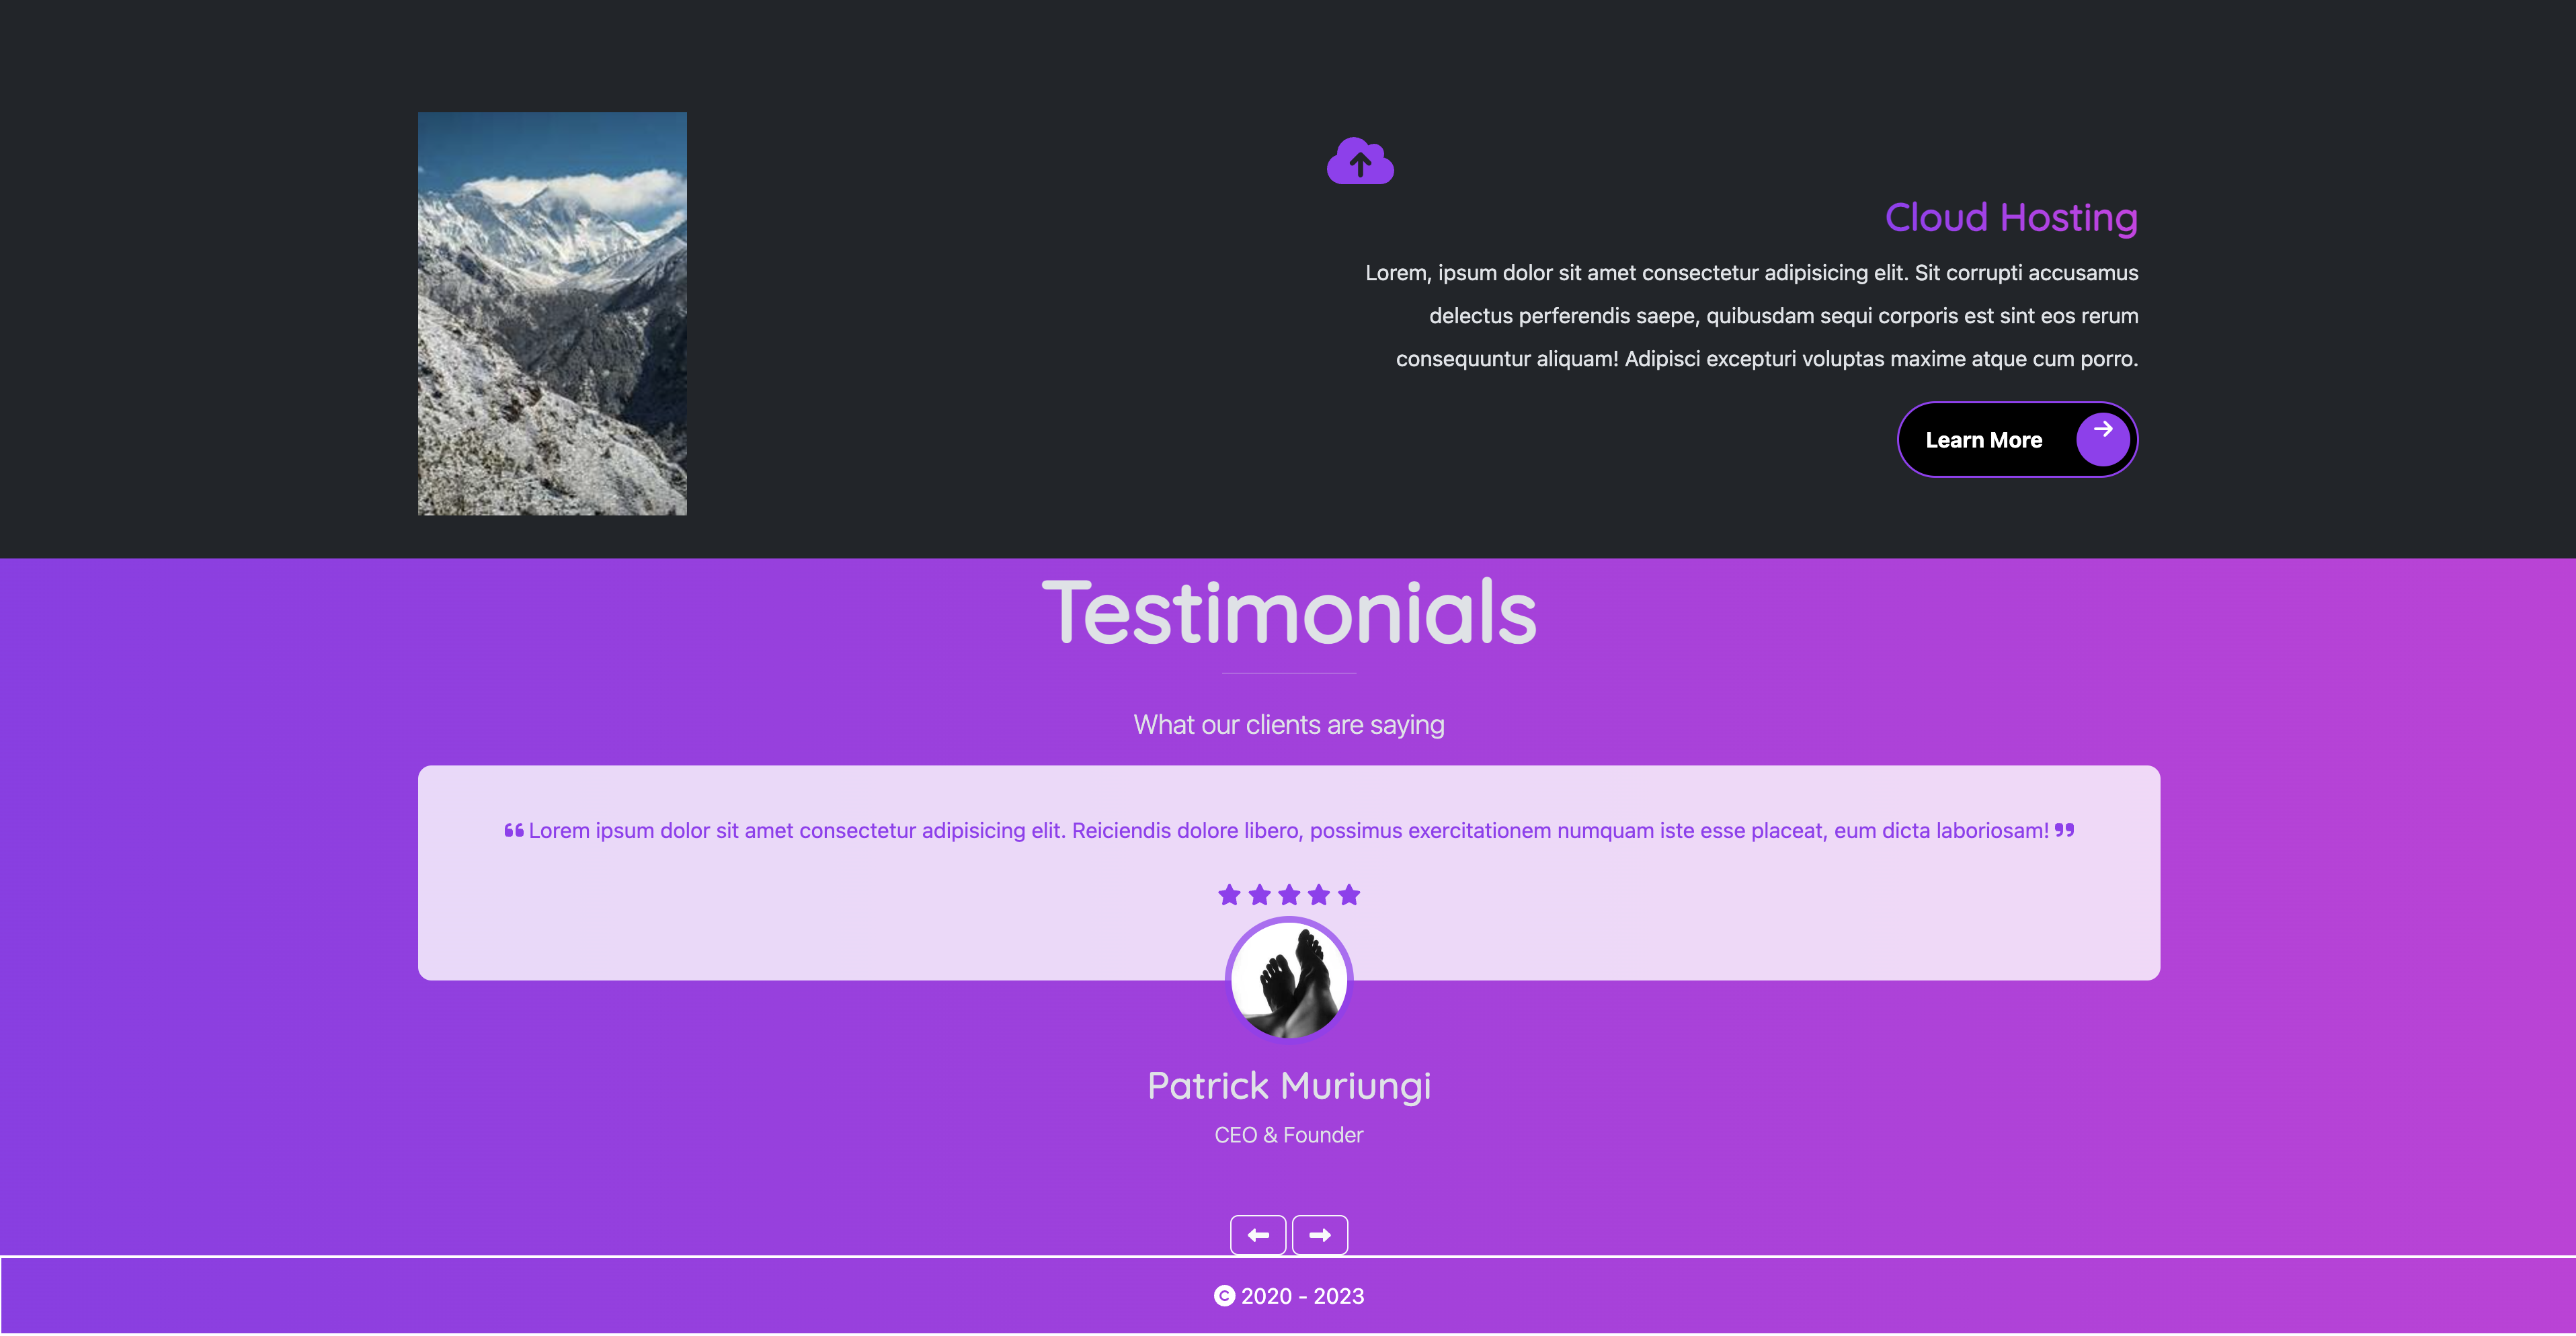 Cloud Hosting
Lorem, ipsum dolor sit amet consectetur adipisicing elit. Sit corrupti accusamus
delectus perferendis saepe, quibusdam sequi corporis est sint eos rerum
consequuntur aliquam! Adipisci excepturi voluptas maxime atque cum porro.
Learn More
Testimonials
What our clients are saying
❝ Lorem ipsum dolor sit amet consectetur adipisicing elit. Reiciendis dolore libero, possimus exercitationem numquam iste esse placeat, eum dicta laboriosam! ❞
Patrick Muriungi
CEO & Founder
© 2020 - 2023